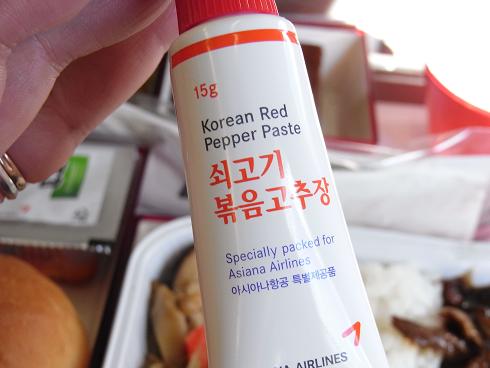 15g
Korean Red
Pepper Paste
쇠고기
볶음고추장
Specially packed for
Asiana Airlines
아시아나항공 특별제공품
AIRLINES